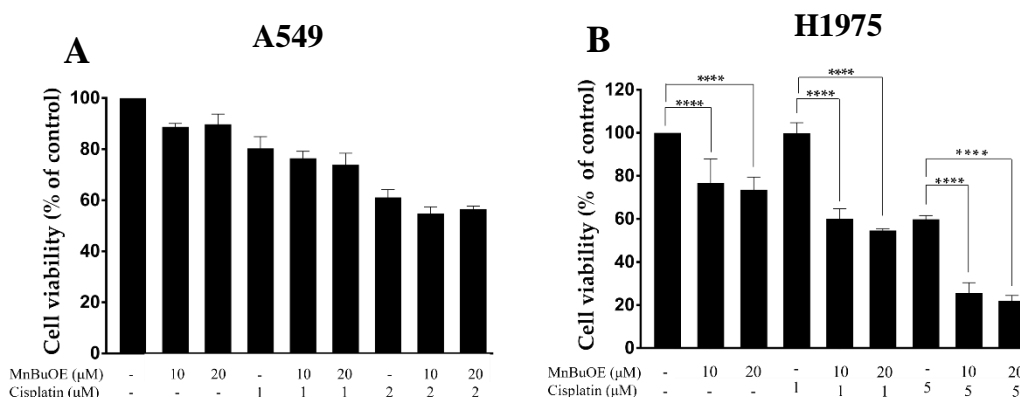 A
A549
Cell viability (% of control)
100
80
60
40
20
0
MnBuOE (μM) - 10 20 - 10 20 - 10 20
Cisplatin (μM) - - - 1 1 1 2 2 2
B
H1975
Cell viability (% of control)
120
100
80
60
40
20
0
****
****
****
****
****
****
MnBuOE (μM) - 10 20 - 10 20 - 10 20
Cisplatin (μM) - - - 1 1 1 5 5 5